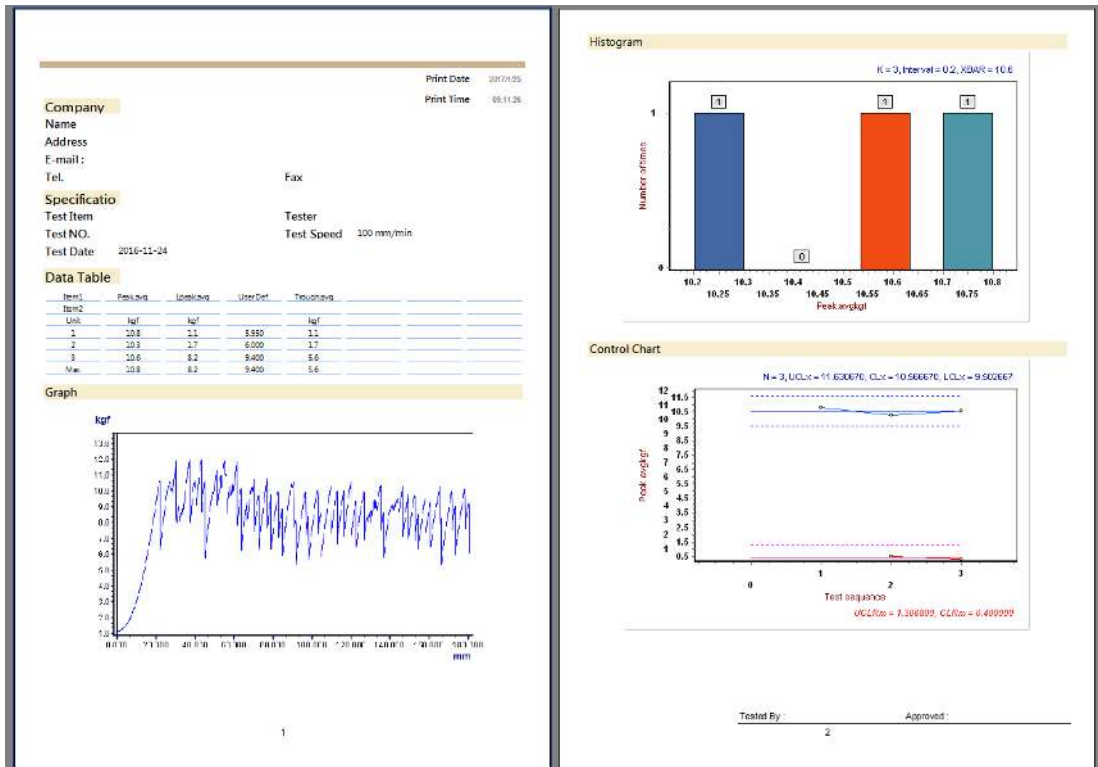 Print Date 2017/1/25
Print Time 09:11:26
Company
Name
Address
E-mail :
Tel. Fax
Specificatio
Test Item Tester
Test NO. Test Speed 100 mm/min
Test Date 2016-11-24
Data Table
Item1 Peak.avg Lpeak.avg User Def. Trough.avg
Item2
Unit kgf kgf kgf
1 10.8 1.1 5.950 1.1
2 10.3 1.7 6.000 1.7
3 10.6 8.2 9.400 5.6
Max 10.8 8.2 9.400 5.6
Graph
kgf
13.0
12.0
11.0
10.0
9.0
8.0
7.0
6.0
5.0
4.0
3.0
2.0
1.0
mm
1
Histogram
K = 3, Interval = 0.2, XBAR = 10.6
1 1 1
1
Number of times
0
0
10.2 10.3 10.4 10.5 10.6 10.7 10.8
10.25 10.35 10.45 10.55 10.65 10.75
Peak.avgkgf
Control Chart
N = 3, UCLx = 11.630670, CLx = 10.566670, LCLx = 9.502667
12
11.5
11
10.5
10
9.5
9
8.5
8
7.5
7
6.5
6
5.5
5
4.5
4
3.5
3
2.5
2
1.5
1
0.5
Peak.avgkgf
1 3
0 2
Test sequence
UCLRm = 1.306800, CLRm = 0.400000
Tested By : Approved :
2